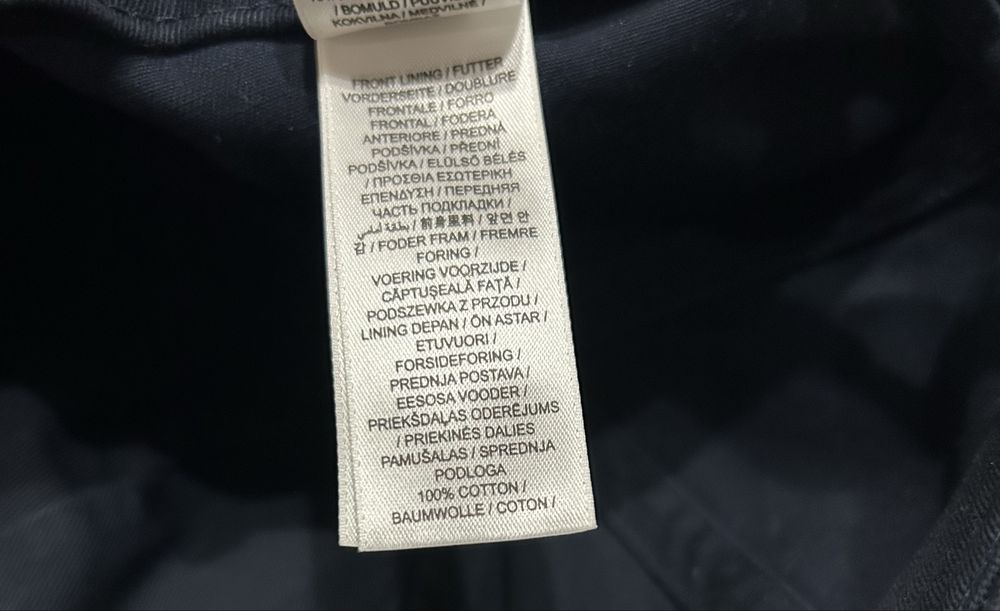 / BOMULD /
KOKVILNA / MEDVILNĖ /
FRONT LINING / FUTTER
VORDERSEITE / DOUBLURE
FRONTALE / FORRO
FRONTAL / FODERA
ANTERIORE / PREDNÁ
PODŠÍVKA / PŘEDNÍ
PODŠÍVKA / ELÜLSŐ BÉLÉS
/ ΠΡΟΣΘΙΑ ΕΣΩΤΕΡΙΚΗ
ΕΠΕΝΔΥΣΗ / ПЕРЕДНЯЯ
ЧАСТЬ ПОДКЛАДКИ /
بطانة أمامي / 前身里料 / 앞면 안
감 / FODER FRAM / FREMRE
FORING /
VOERING VOORZIJDE /
CĂPTUȘEALĂ FAȚĂ /
PODSZEWKA Z PRZODU /
LINING DEPAN / ÖN ASTAR /
ETUVUORI /
FORSIDEFORING /
PREDNJA POSTAVA /
EESOSA VOODER /
PRIEKŠDAĻAS ODERĒJUMS
/ PRIEKINĖS DALIES
PAMUŠALAS / SPREDNJA
PODLOGA
100% COTTON /
BAUMWOLLE / COTON /